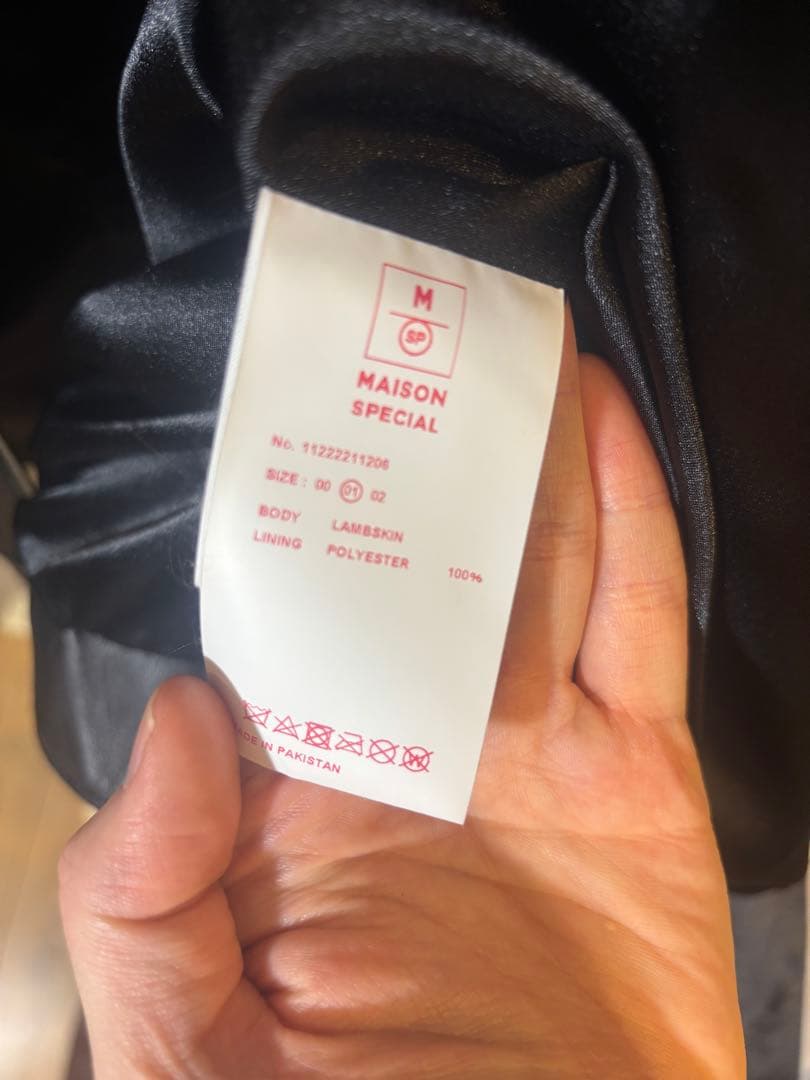 M
SP
MAISON
SPECIAL
No. 11222211206
SIZE : 00 01 02
BODY LAMBSKIN
LINING POLYESTER 100%
W
ADE IN PAKISTAN